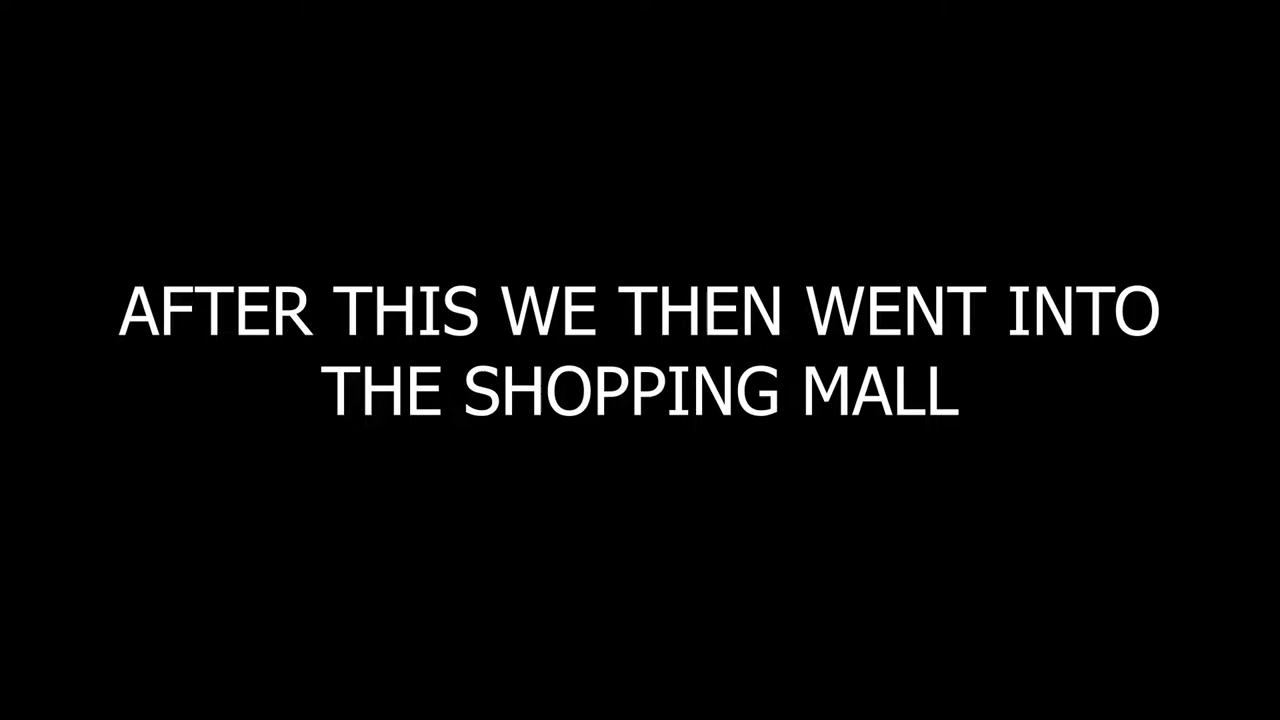 AFTER THIS WE THEN WENT INTO
THE SHOPPING MALL